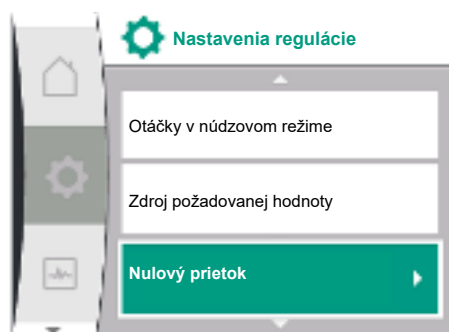 Nastavenia regulácie
Otáčky v núdzovom režime
Zdroj požadovanej hodnoty
Nulový prietok